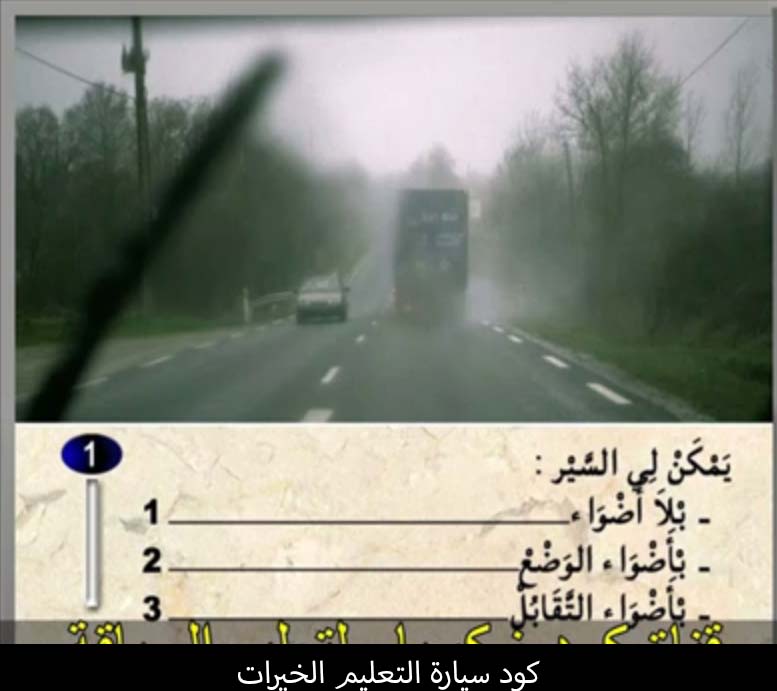 1
يَمْكَنْ لِي السَّيْر :
- بْلاَ أَضْوَاء 1
- بْأَضْوَاء الوَضْعْ 2
- بْأَضْوَاء التَّقَابُلْ 3
كود سيارة التعليم الخيرات